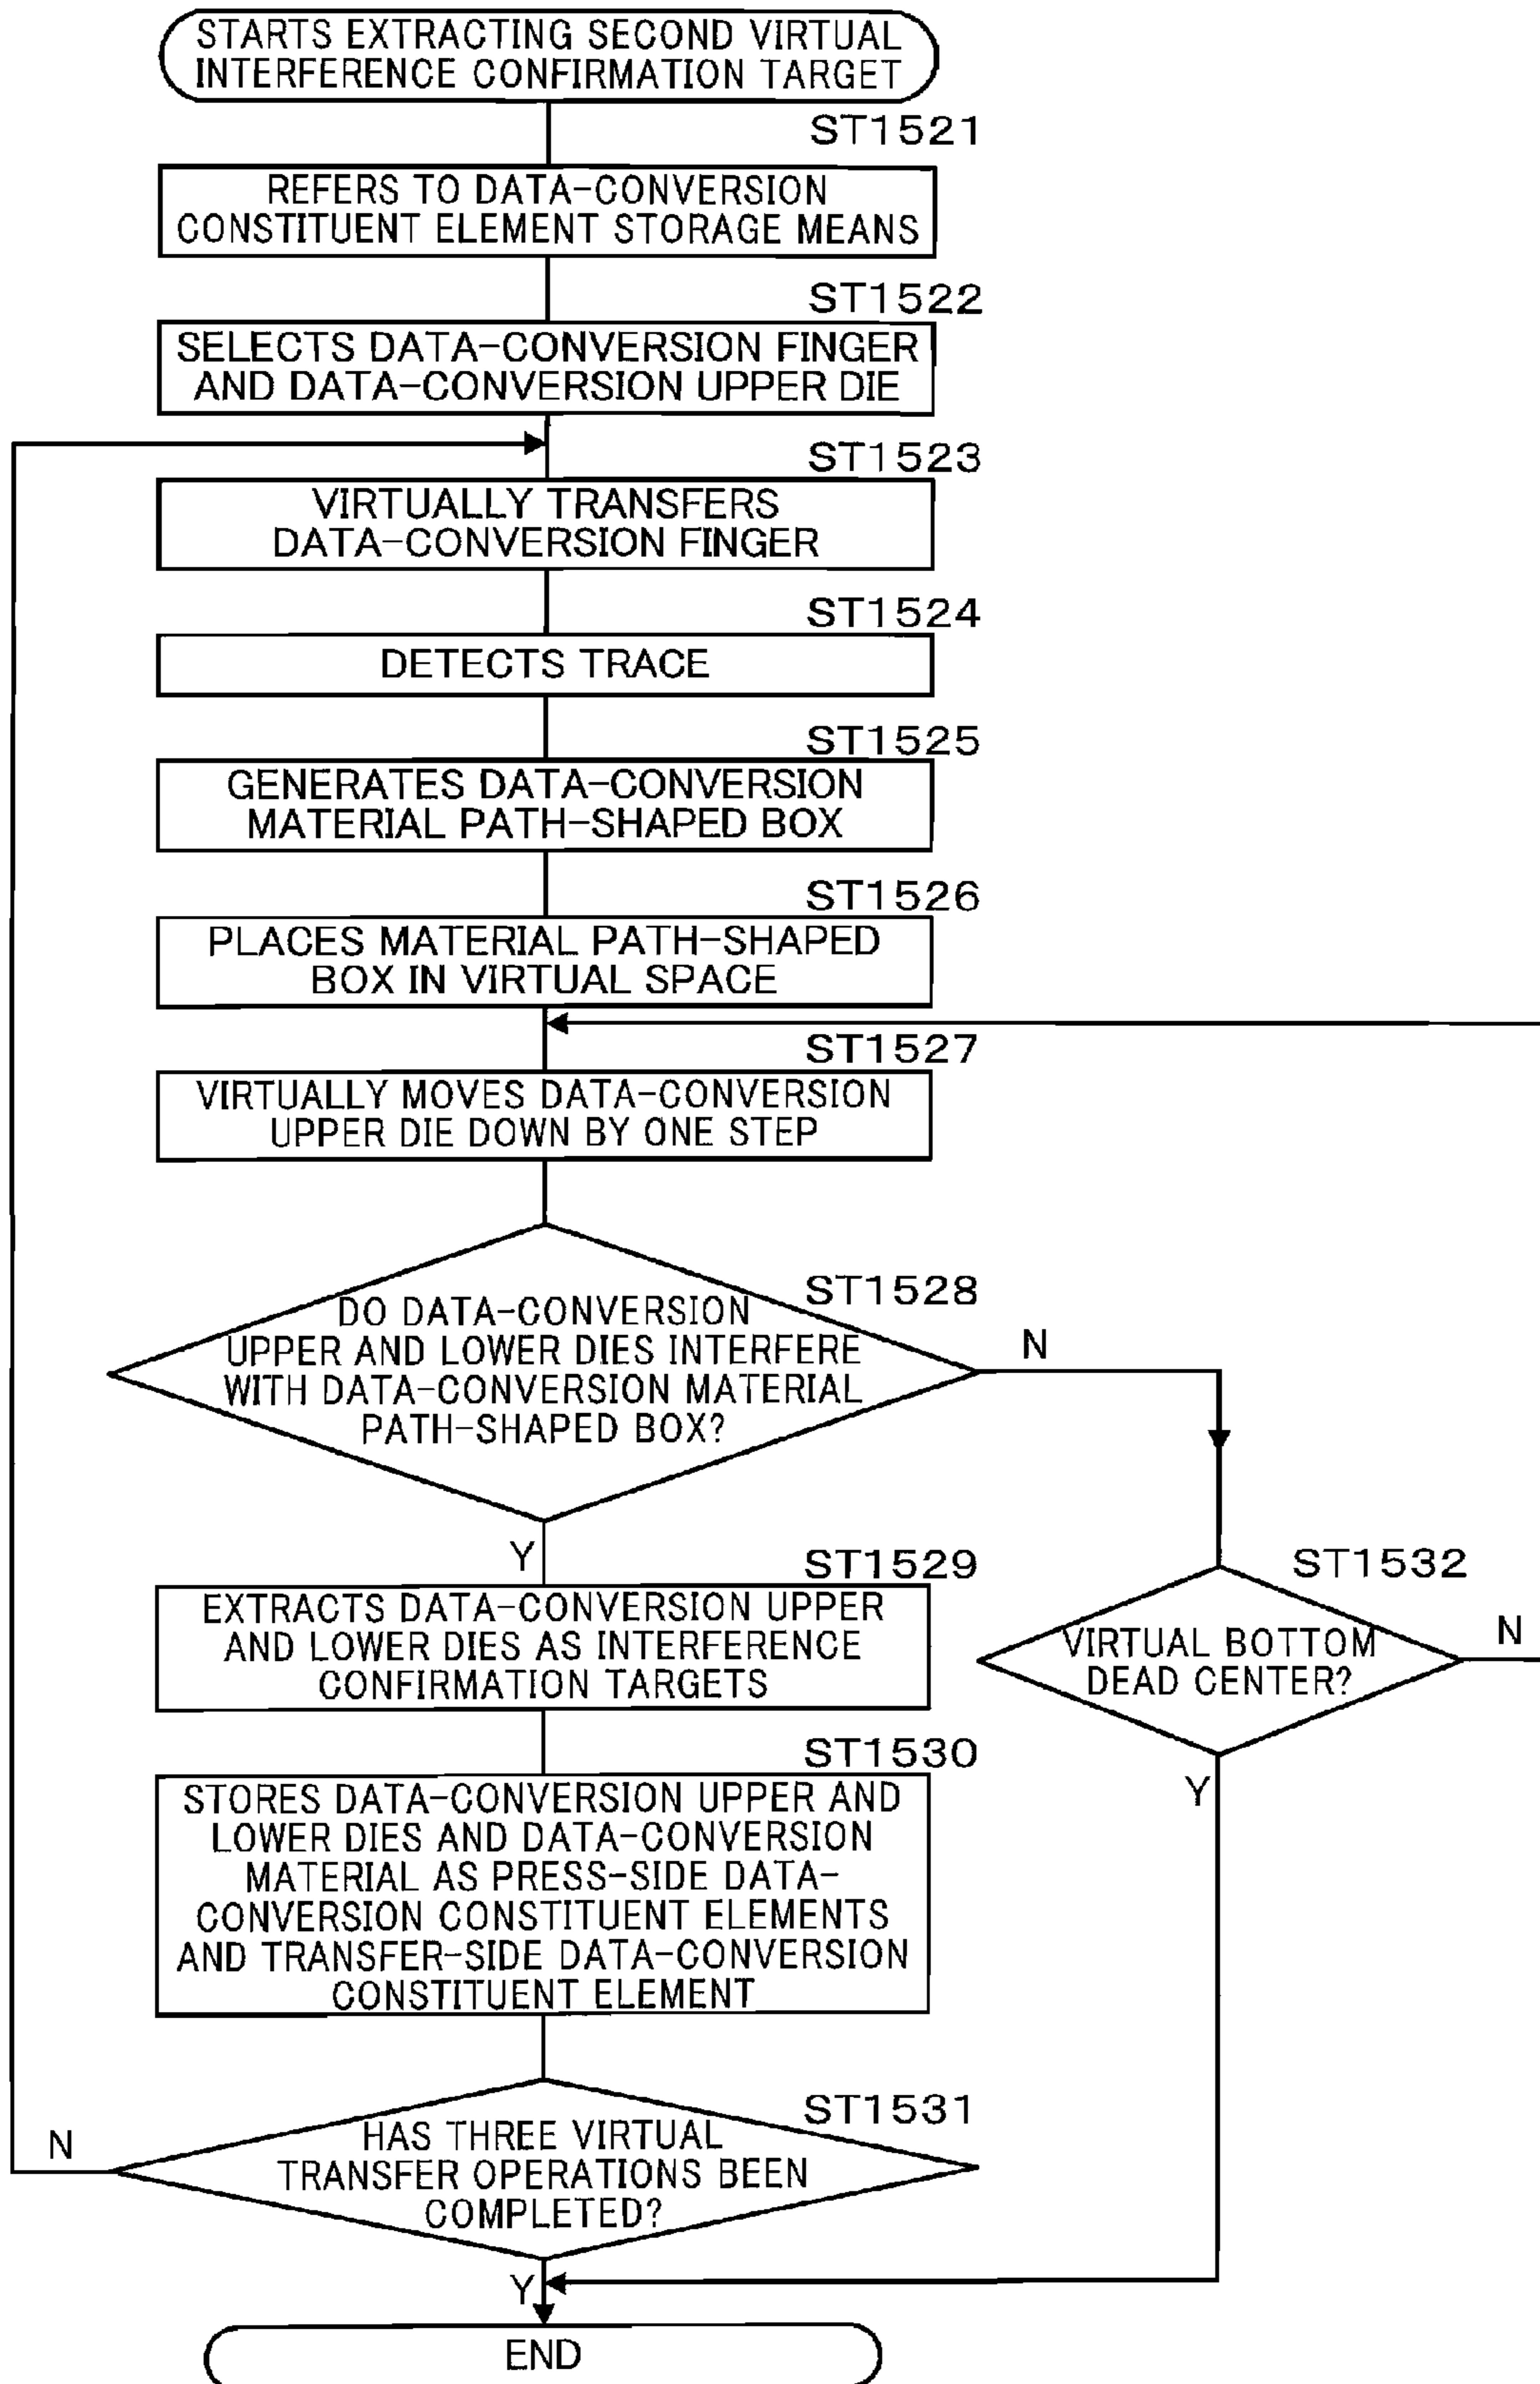 STARTS EXTRACTING SECOND VIRTUAL
INTERFERENCE CONFIRMATION TARGET
ST1521
REFERS TO DATA-CONVERSION
CONSTITUENT ELEMENT STORAGE MEANS
ST1522
SELECTS DATA-CONVERSION FINGER
AND DATA-CONVERSION UPPER DIE
ST1523
VIRTUALLY TRANSFERS
DATA-CONVERSION FINGER
ST1524
DETECTS TRACE
ST1525
GENERATES DATA-CONVERSION
MATERIAL PATH-SHAPED BOX
ST1526
PLACES MATERIAL PATH-SHAPED
BOX IN VIRTUAL SPACE
ST1527
VIRTUALLY MOVES DATA-CONVERSION
UPPER DIE DOWN BY ONE STEP
ST1528
DO DATA-CONVERSION
UPPER AND LOWER DIES INTERFERE
WITH DATA-CONVERSION MATERIAL
PATH-SHAPED BOX?
N
Y
ST1529
EXTRACTS DATA-CONVERSION UPPER
AND LOWER DIES AS INTERFERENCE
CONFIRMATION TARGETS
ST1532
VIRTUAL BOTTOM
DEAD CENTER?
N
Y
ST1530
STORES DATA-CONVERSION UPPER AND
LOWER DIES AND DATA-CONVERSION
MATERIAL AS PRESS-SIDE DATA-
CONVERSION CONSTITUENT ELEMENTS
AND TRANSFER-SIDE DATA-CONVERSION
CONSTITUENT ELEMENT
ST1531
HAS THREE VIRTUAL
TRANSFER OPERATIONS BEEN
COMPLETED?
N
Y
END